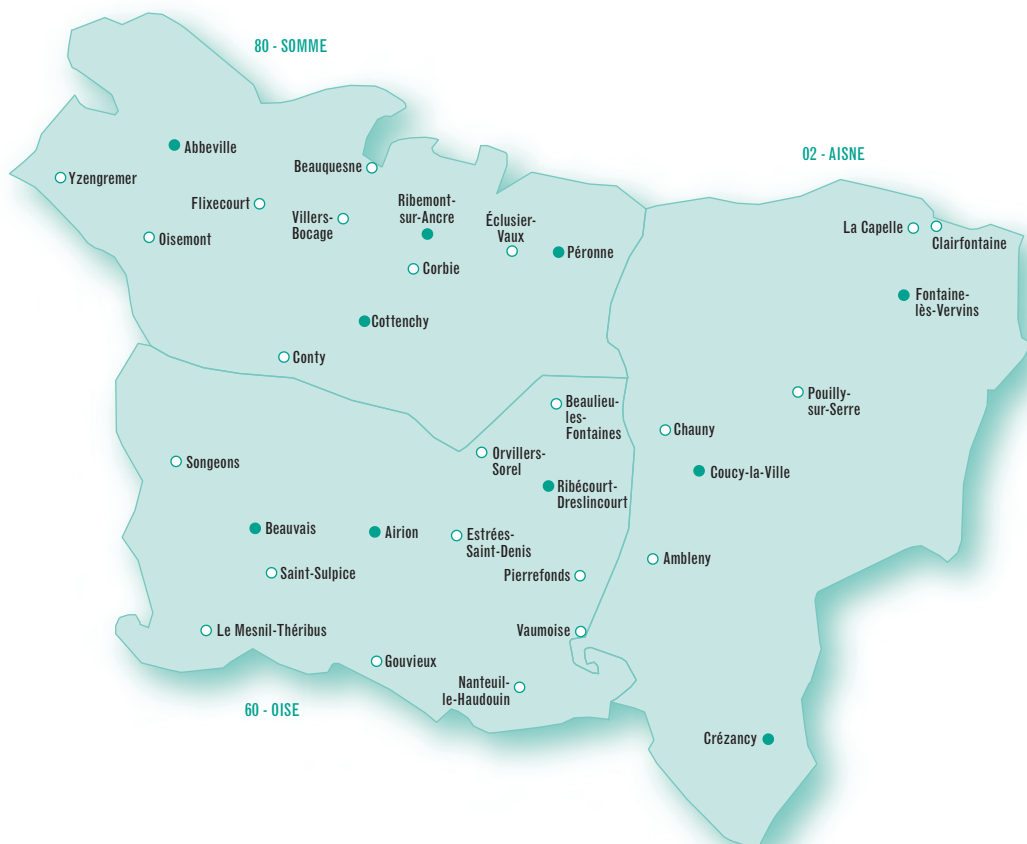 80 - SOMME
Abbeville
Yzengremer
Beauquesne
Flixecourt
Villers-
Bocage
Ribemont-
sur-Ancre
Éclusier-
Vaux
Oisemont
Péronne
Corbie
Cottenchy
Conty
02 - AISNE
La Capelle
Clairfontaine
Fontaine-
lès-Vervins
Pouilly-
sur-Serre
Chauny
Coucy-la-Ville
Ambleny
Crézancy
Beaulieu-
les-
Fontaines
Orvillers-
Sorel
Songeons
Ribécourt-
Dreslincourt
Beauvais
Airion
Estrées-
Saint-Denis
Saint-Sulpice
Pierrefonds
Le Mesnil-Théribus
Vaumoise
Gouvieux
Nanteuil-
le-Haudouin
60 - OISE